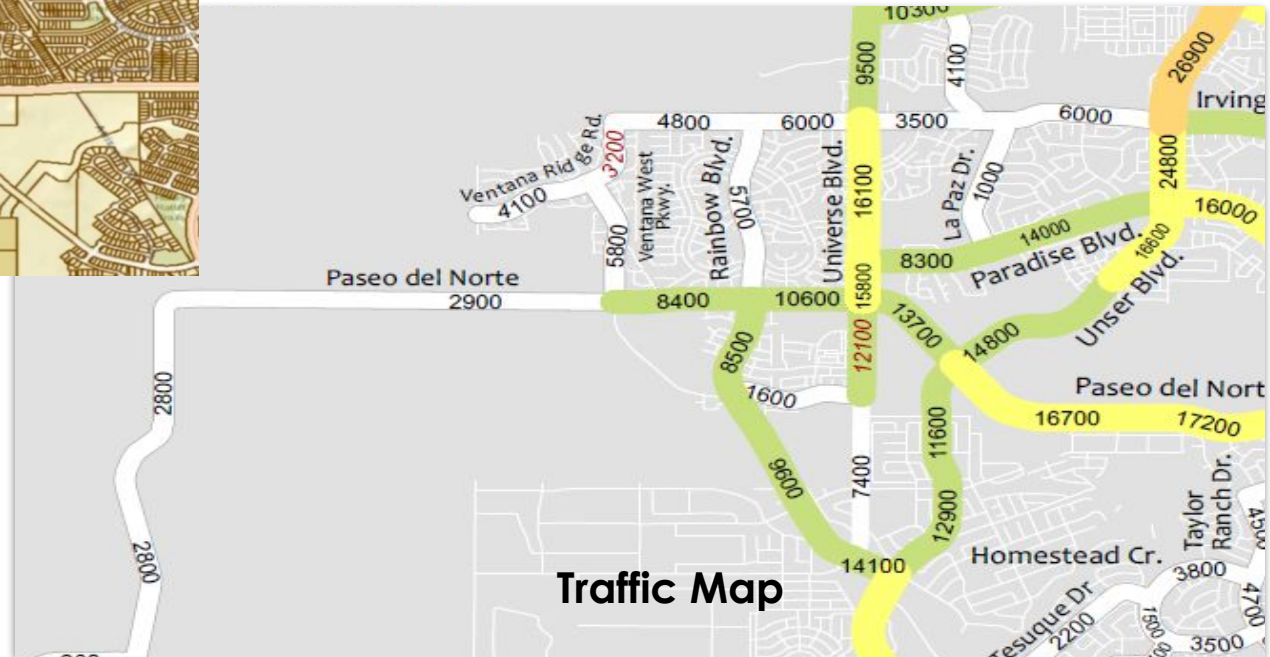 10300
9500
4100
26900
Irving
4800
6000
3500
6000
Ventana Ridge Rd.
3200
4100
Ventana West
Pkwy.
5800
Rainbow Blvd.
5700
Universe Blvd.
16100
La Paz Dr.
1000
24800
16000
14000
8300
Paradise Blvd.
16600
Unser Blvd.
Paseo del Norte
2900
8400
10600
15800
13700
12100
14800
8500
2800
1600
Paseo del Nort
16700
17200
11600
9600
7400
12900
Taylor
Ranch Dr.
2800
14100
Homestead Cr.
3800
4700
Traffic Map
Tesuque Dr
2200
1500
3500